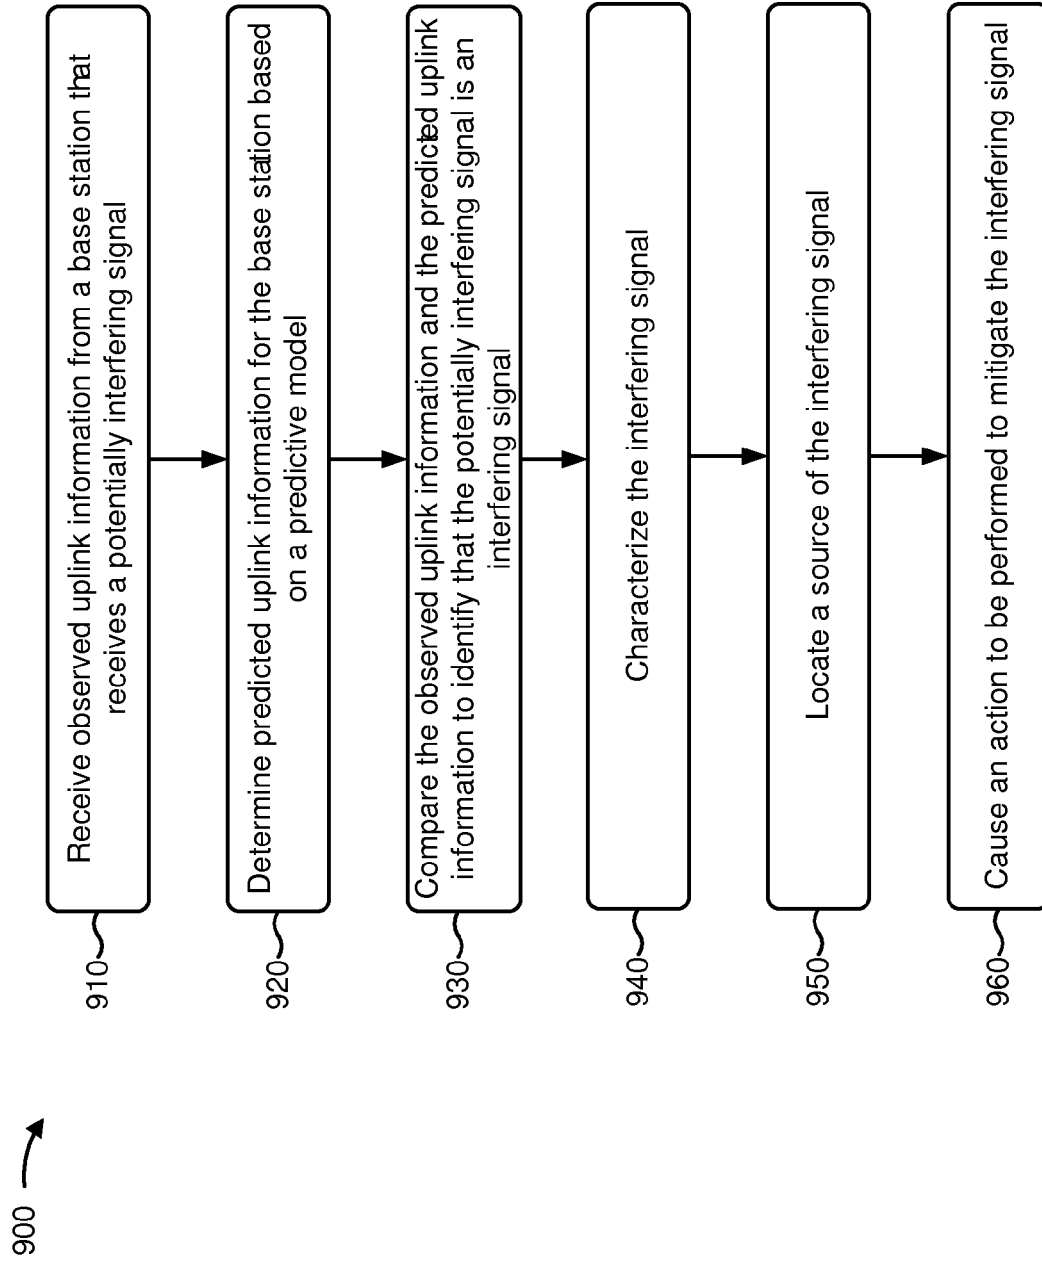 900
910
Receive observed uplink information from a base station that
receives a potentially interfering signal
920
Determine predicted uplink information for the base station based
on a predictive model
930
Compare the observed uplink information and the predicted uplink
information to identify that the potentially interfering signal is an
interfering signal
940
Characterize the interfering signal
950
Locate a source of the interfering signal
960
Cause an action to be performed to mitigate the interfering signal